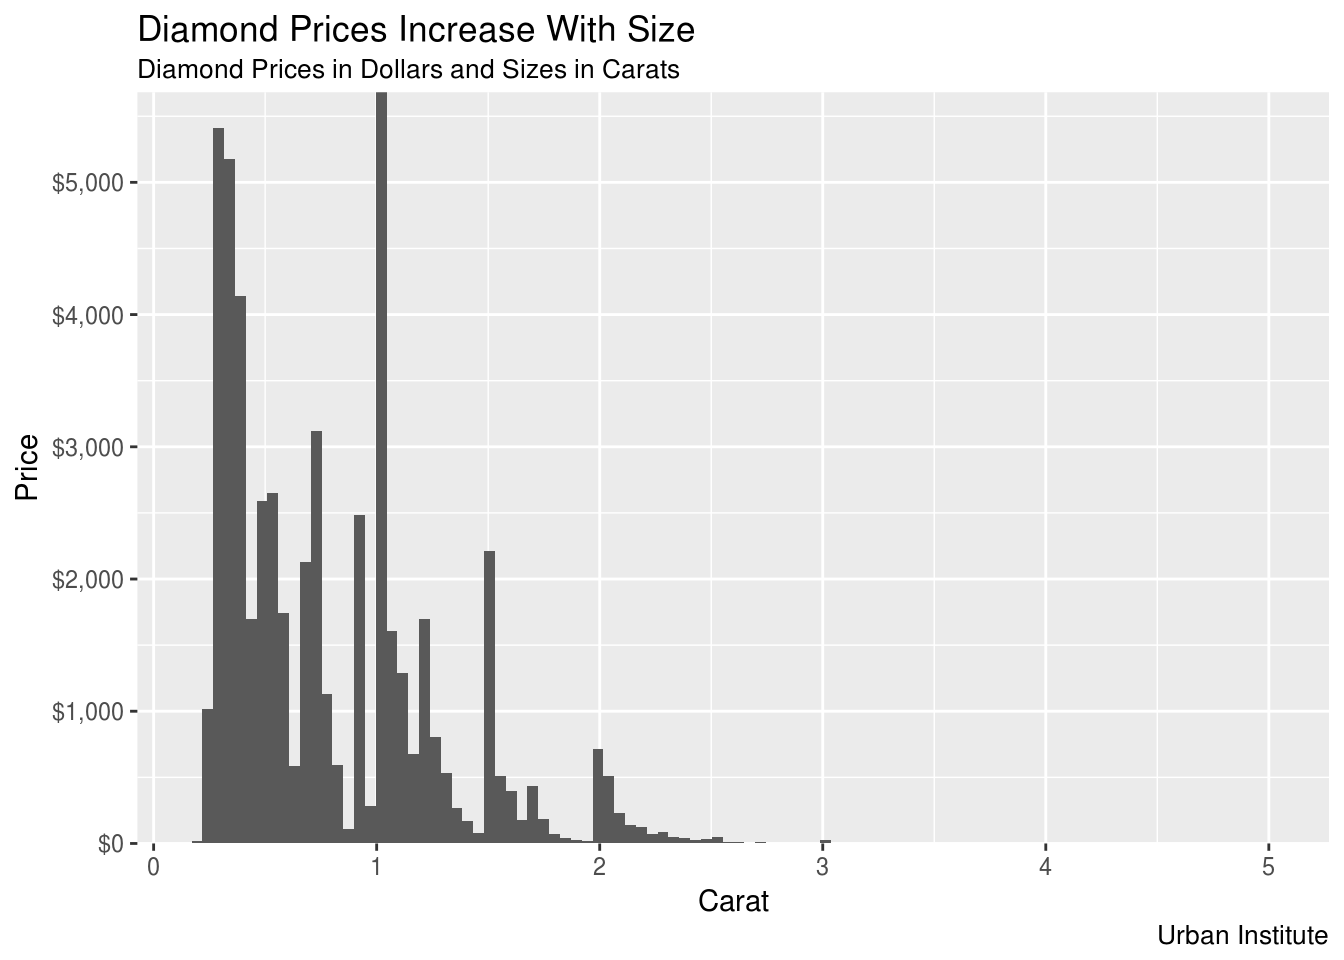 Diamond Prices Increase With Size
Diamond Prices in Dollars and Sizes in Carats
Price
$5,000
$4,000
$3,000
$2,000
$1,000
$0
0 1 2 3 4 5
Carat
Urban Institute